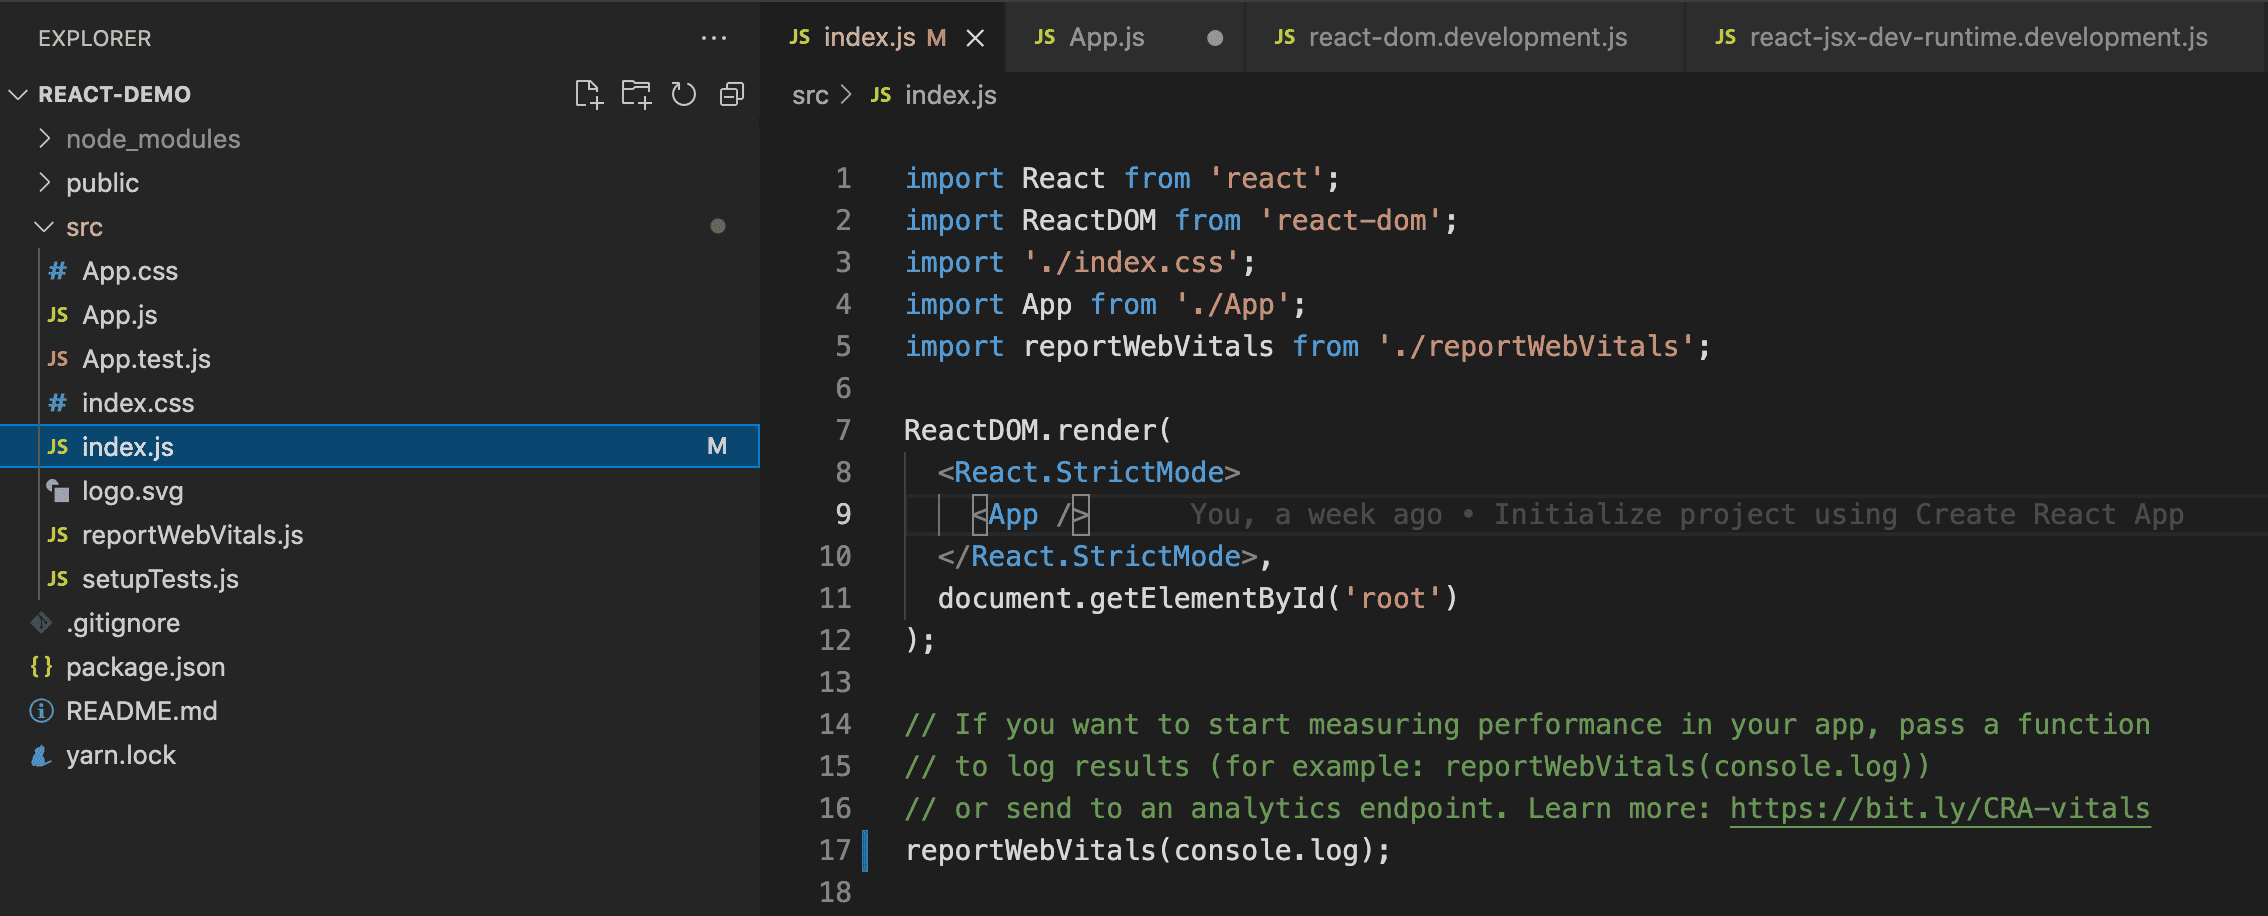 EXPLORER
REACT-DEMO
node_modules
public
src
# App.css
JS App.js
JS App.test.js
# index.css
JS index.js M
logo.svg
JS reportWebVitals.js
JS setupTests.js
.gitignore
{} package.json
README.md
yarn.lock
JS index.js M
JS App.js
JS react-dom.development.js
JS react-jsx-dev-runtime.development.js
src > JS index.js
1 import React from 'react';
2 import ReactDOM from 'react-dom';
3 import './index.css';
4 import App from './App';
5 import reportWebVitals from './reportWebVitals';
6
7 ReactDOM.render(
8 <React.StrictMode>
9 <App /> You, a week ago • Initialize project using Create React App
10 </React.StrictMode>,
11 document.getElementById('root')
12 );
13
14 // If you want to start measuring performance in your app, pass a function
15 // to log results (for example: reportWebVitals(console.log))
16 // or send to an analytics endpoint. Learn more: https://bit.ly/CRA-vitals
17 reportWebVitals(console.log);
18